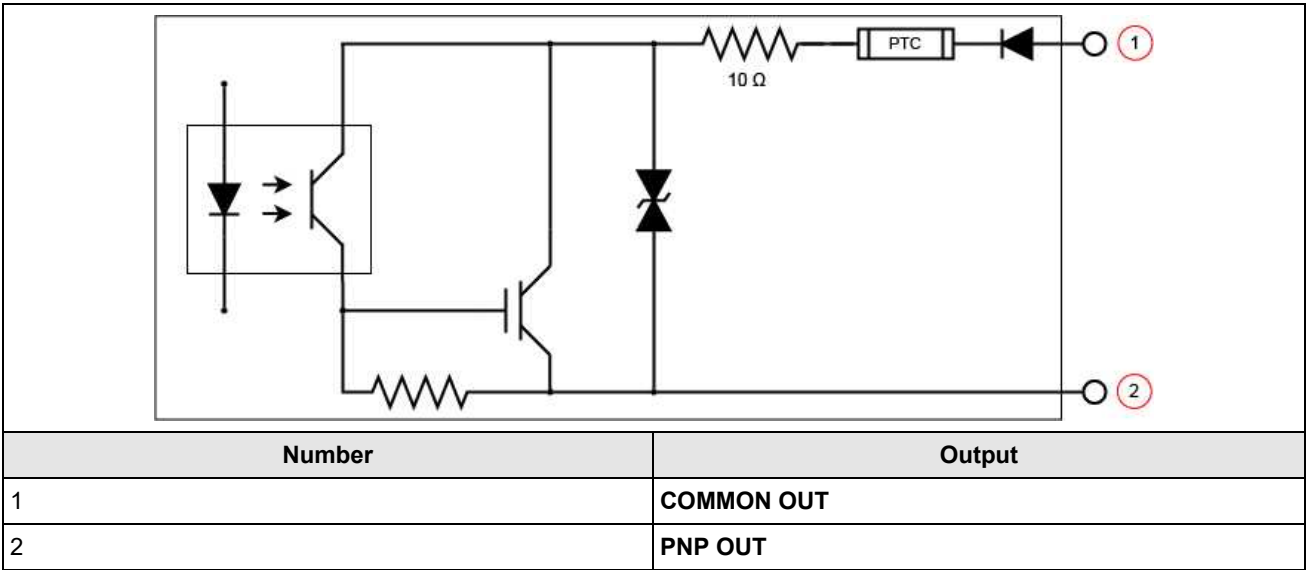 PTC
1
10 Ω
2
Number Output
1 COMMON OUT
2 PNP OUT